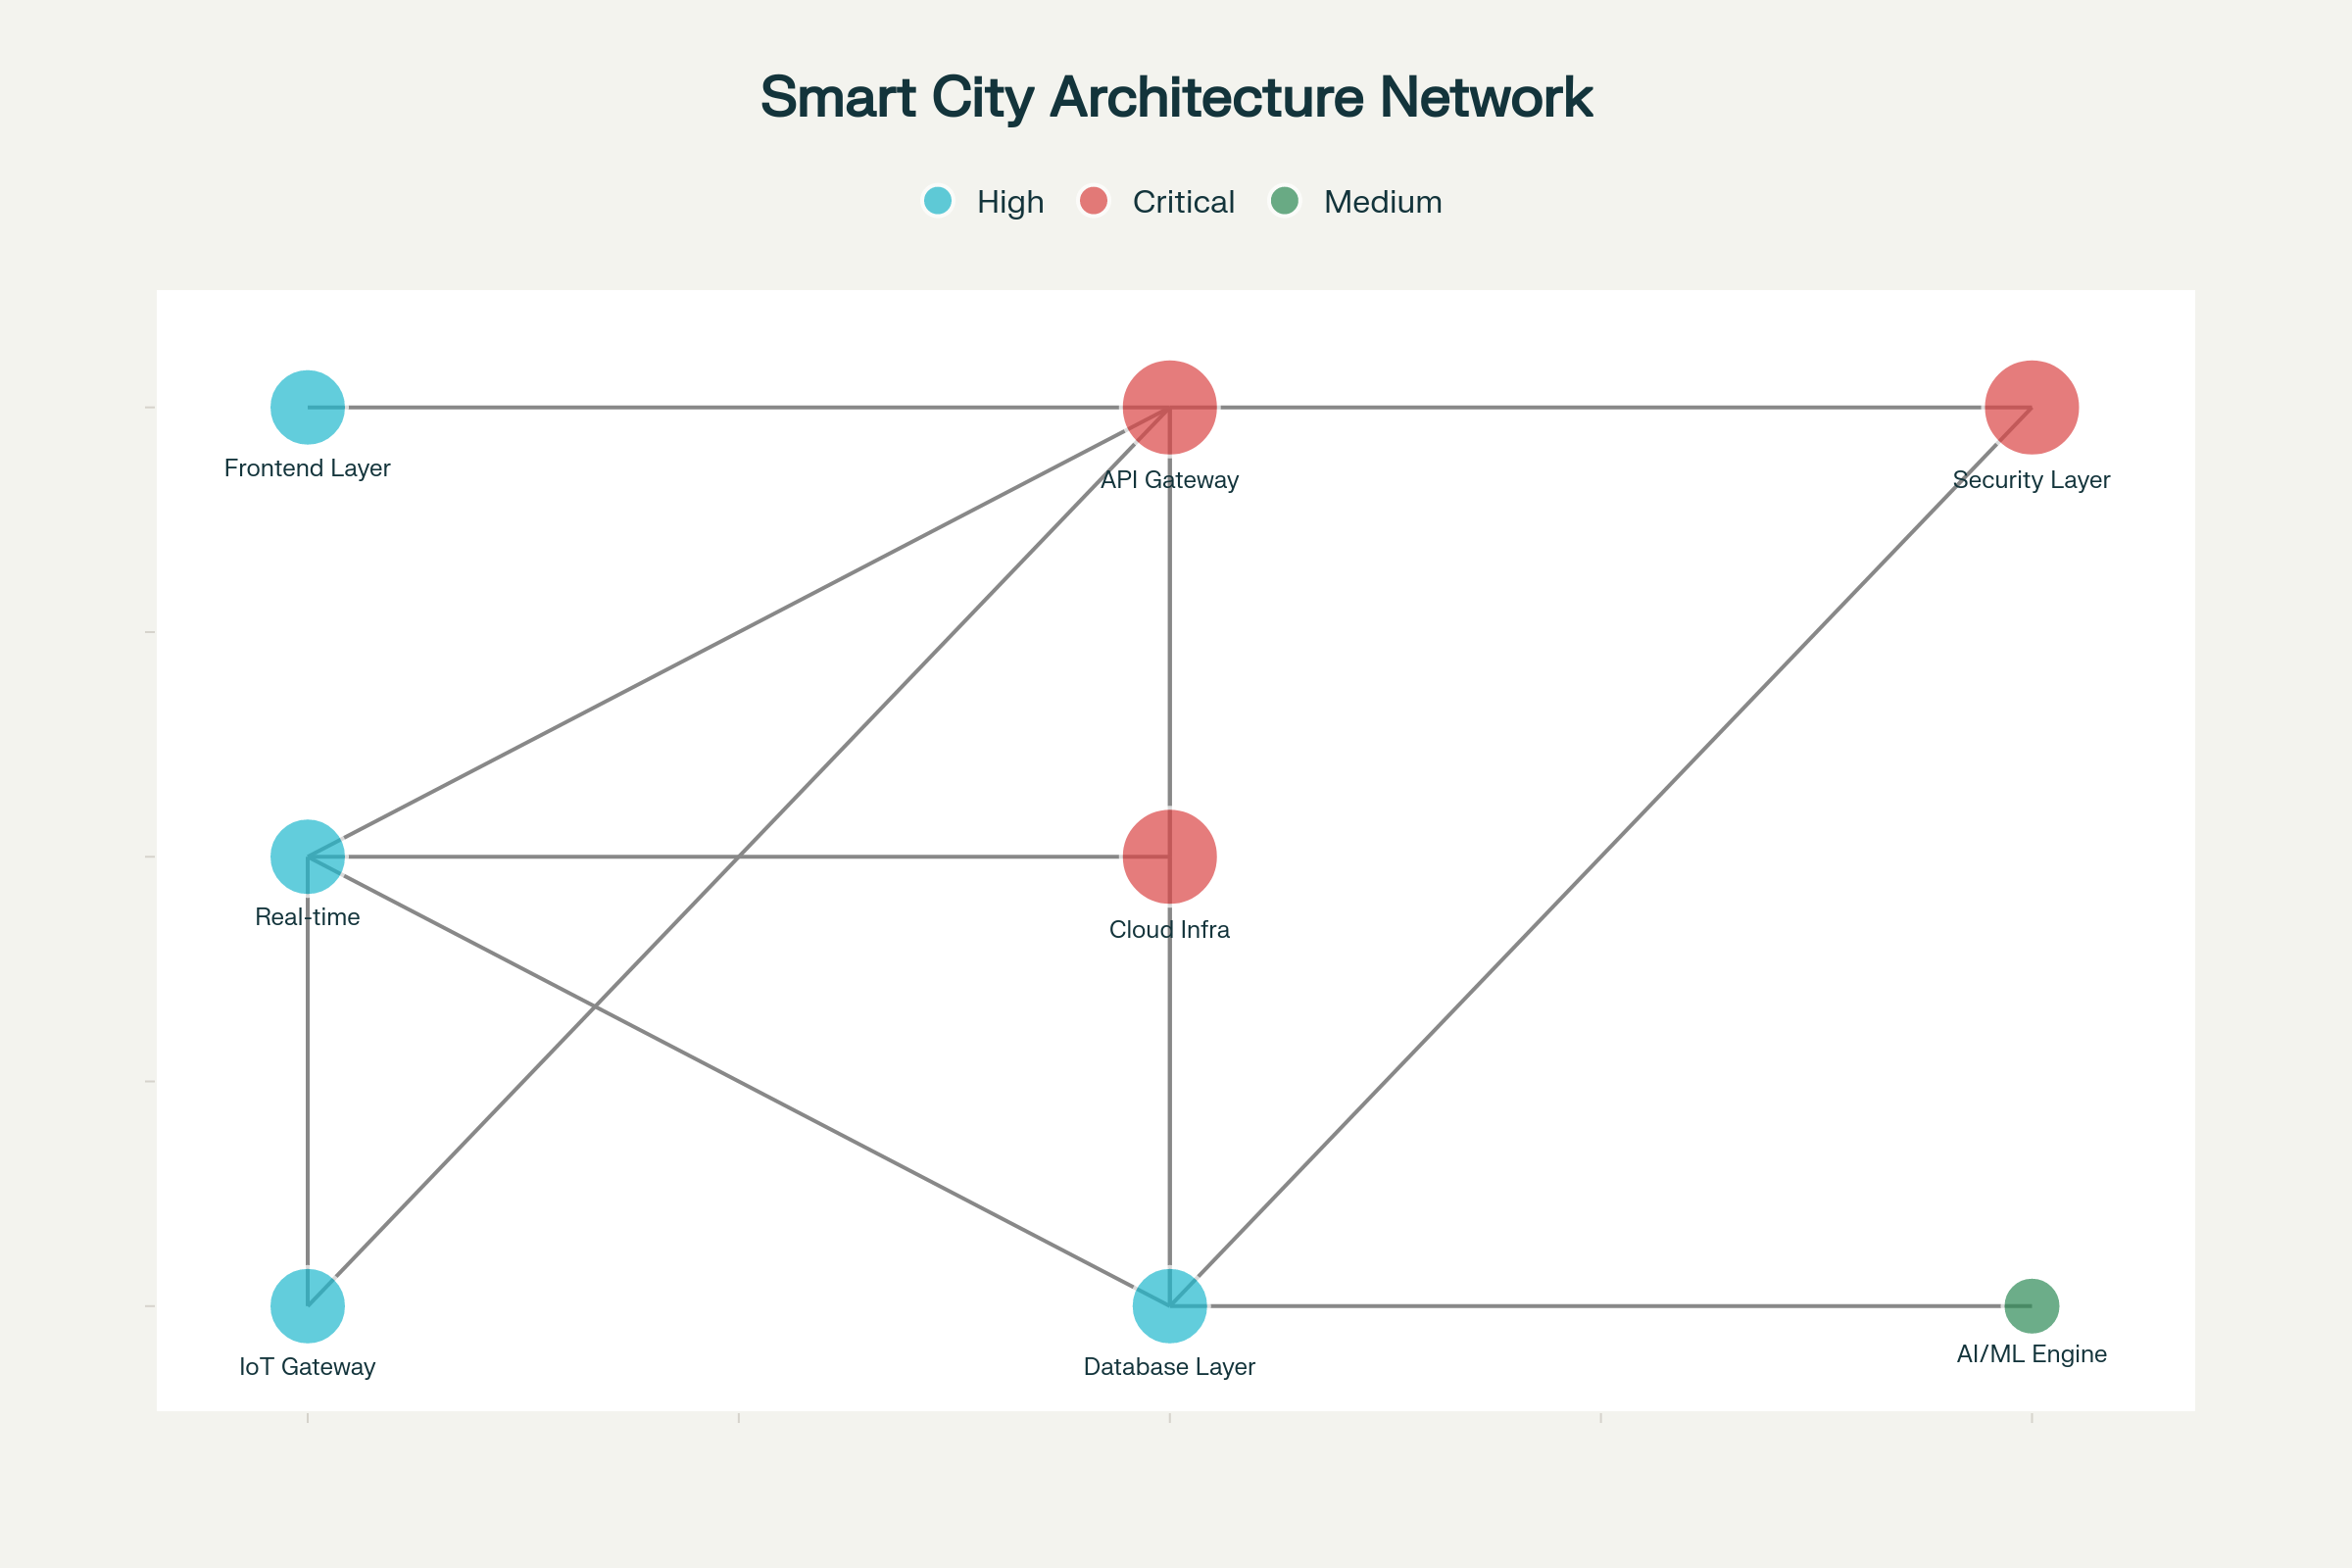 Smart City Architecture Network
High Critical Medium
Frontend Layer
API Gateway
Security Layer
Real-time
Cloud Infra
IoT Gateway
Database Layer
AI/ML Engine